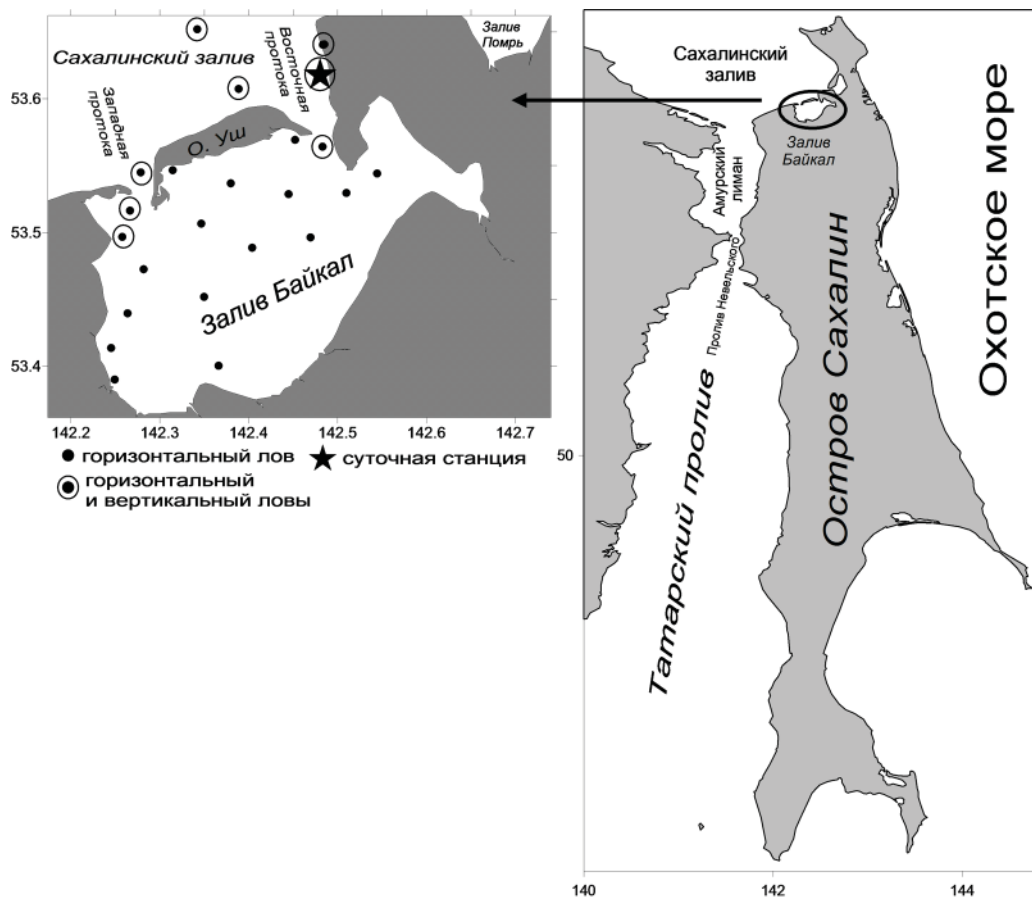 Залив
Помрь
Сахалинский залив
Восточная
протока
53.6
Западная
протока
О. Уш
53.5
Залив Байкал
53.4
142.2 142.3 142.4 142.5 142.6 142.7
горизонтальный лов
суточная станция
горизонтальный
и вертикальный ловы
Сахалинский
залив
Залив
Байкал
Амурский
лиман
Пролив Невельского
Татарский пролив
Остров Сахалин
Охотское море
50
140 142 144